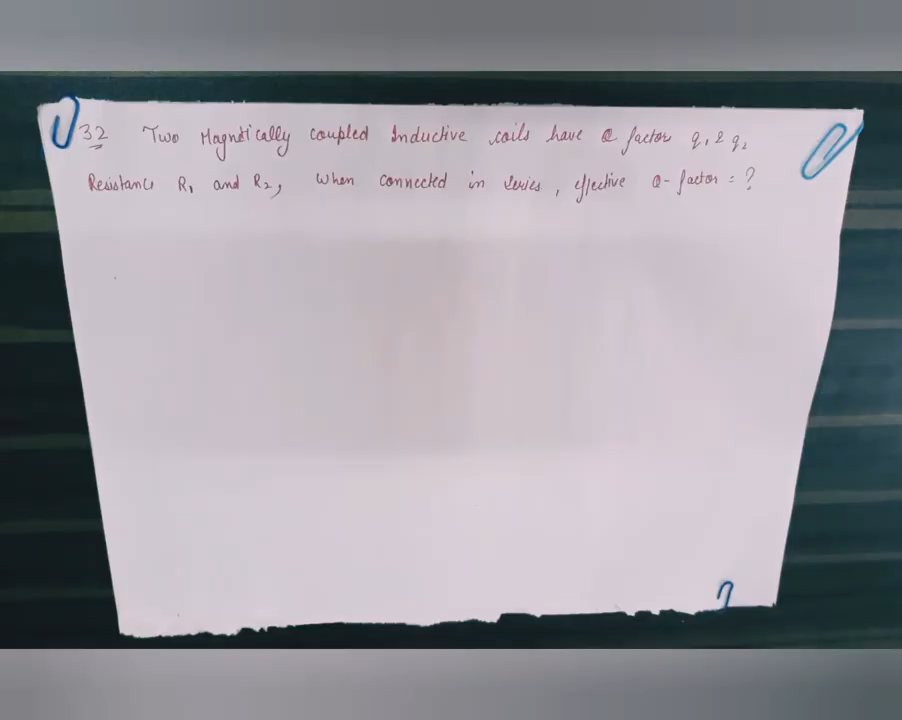 32 Two Magnetically coupled Inductive coils have Q factor q1 & q2
Resistance R1 and R2, When connected in series, effective Q-factor = ?